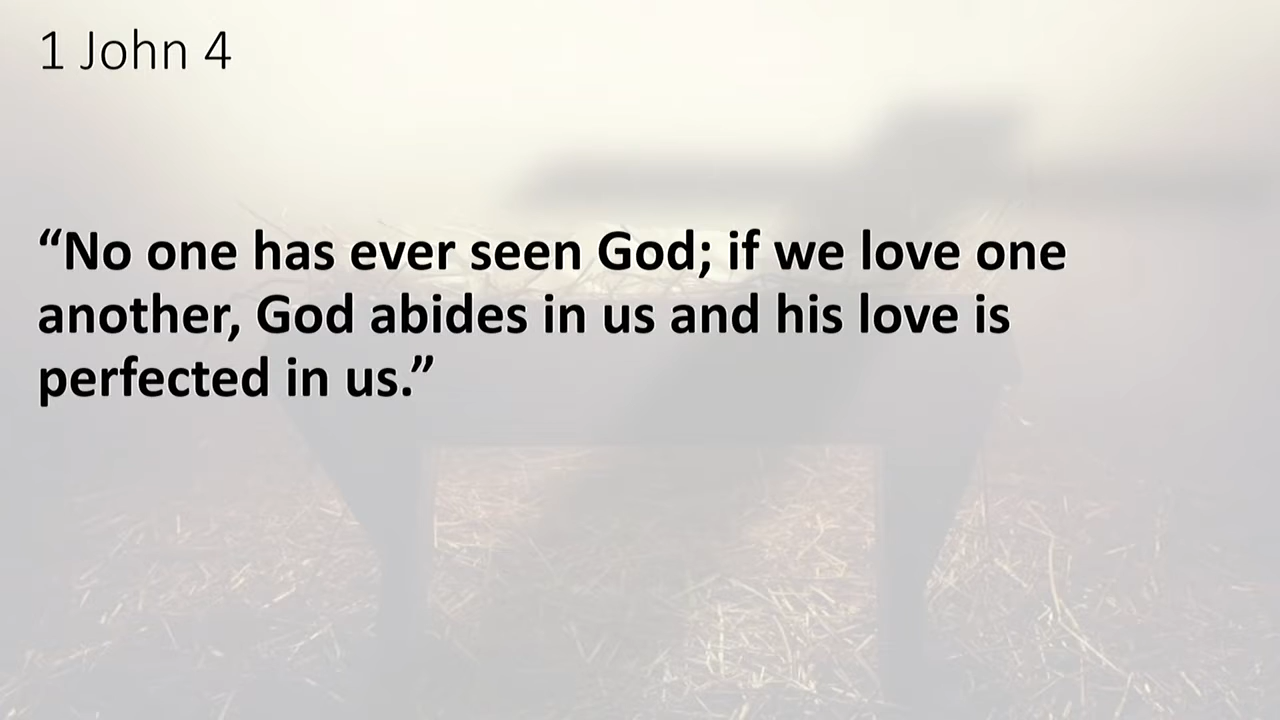 1 John 4
“No one has ever seen God; if we love one
another, God abides in us and his love is
perfected in us.”